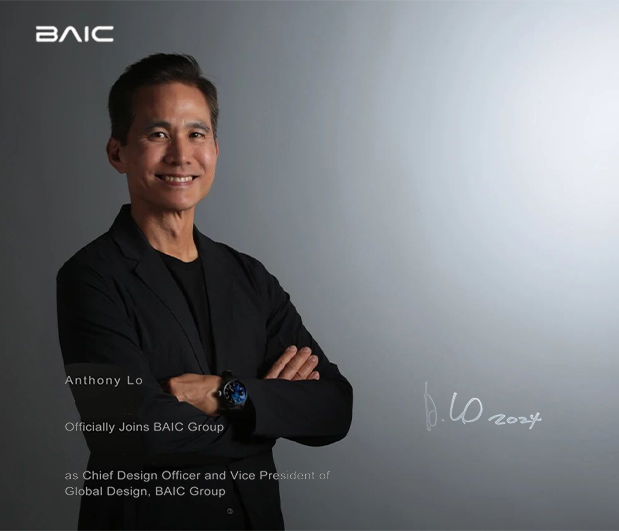 BAIC
Anthony Lo
Officially Joins BAIC Group
as Chief Design Officer and Vice President of
Global Design, BAIC Group
A. LO 2024